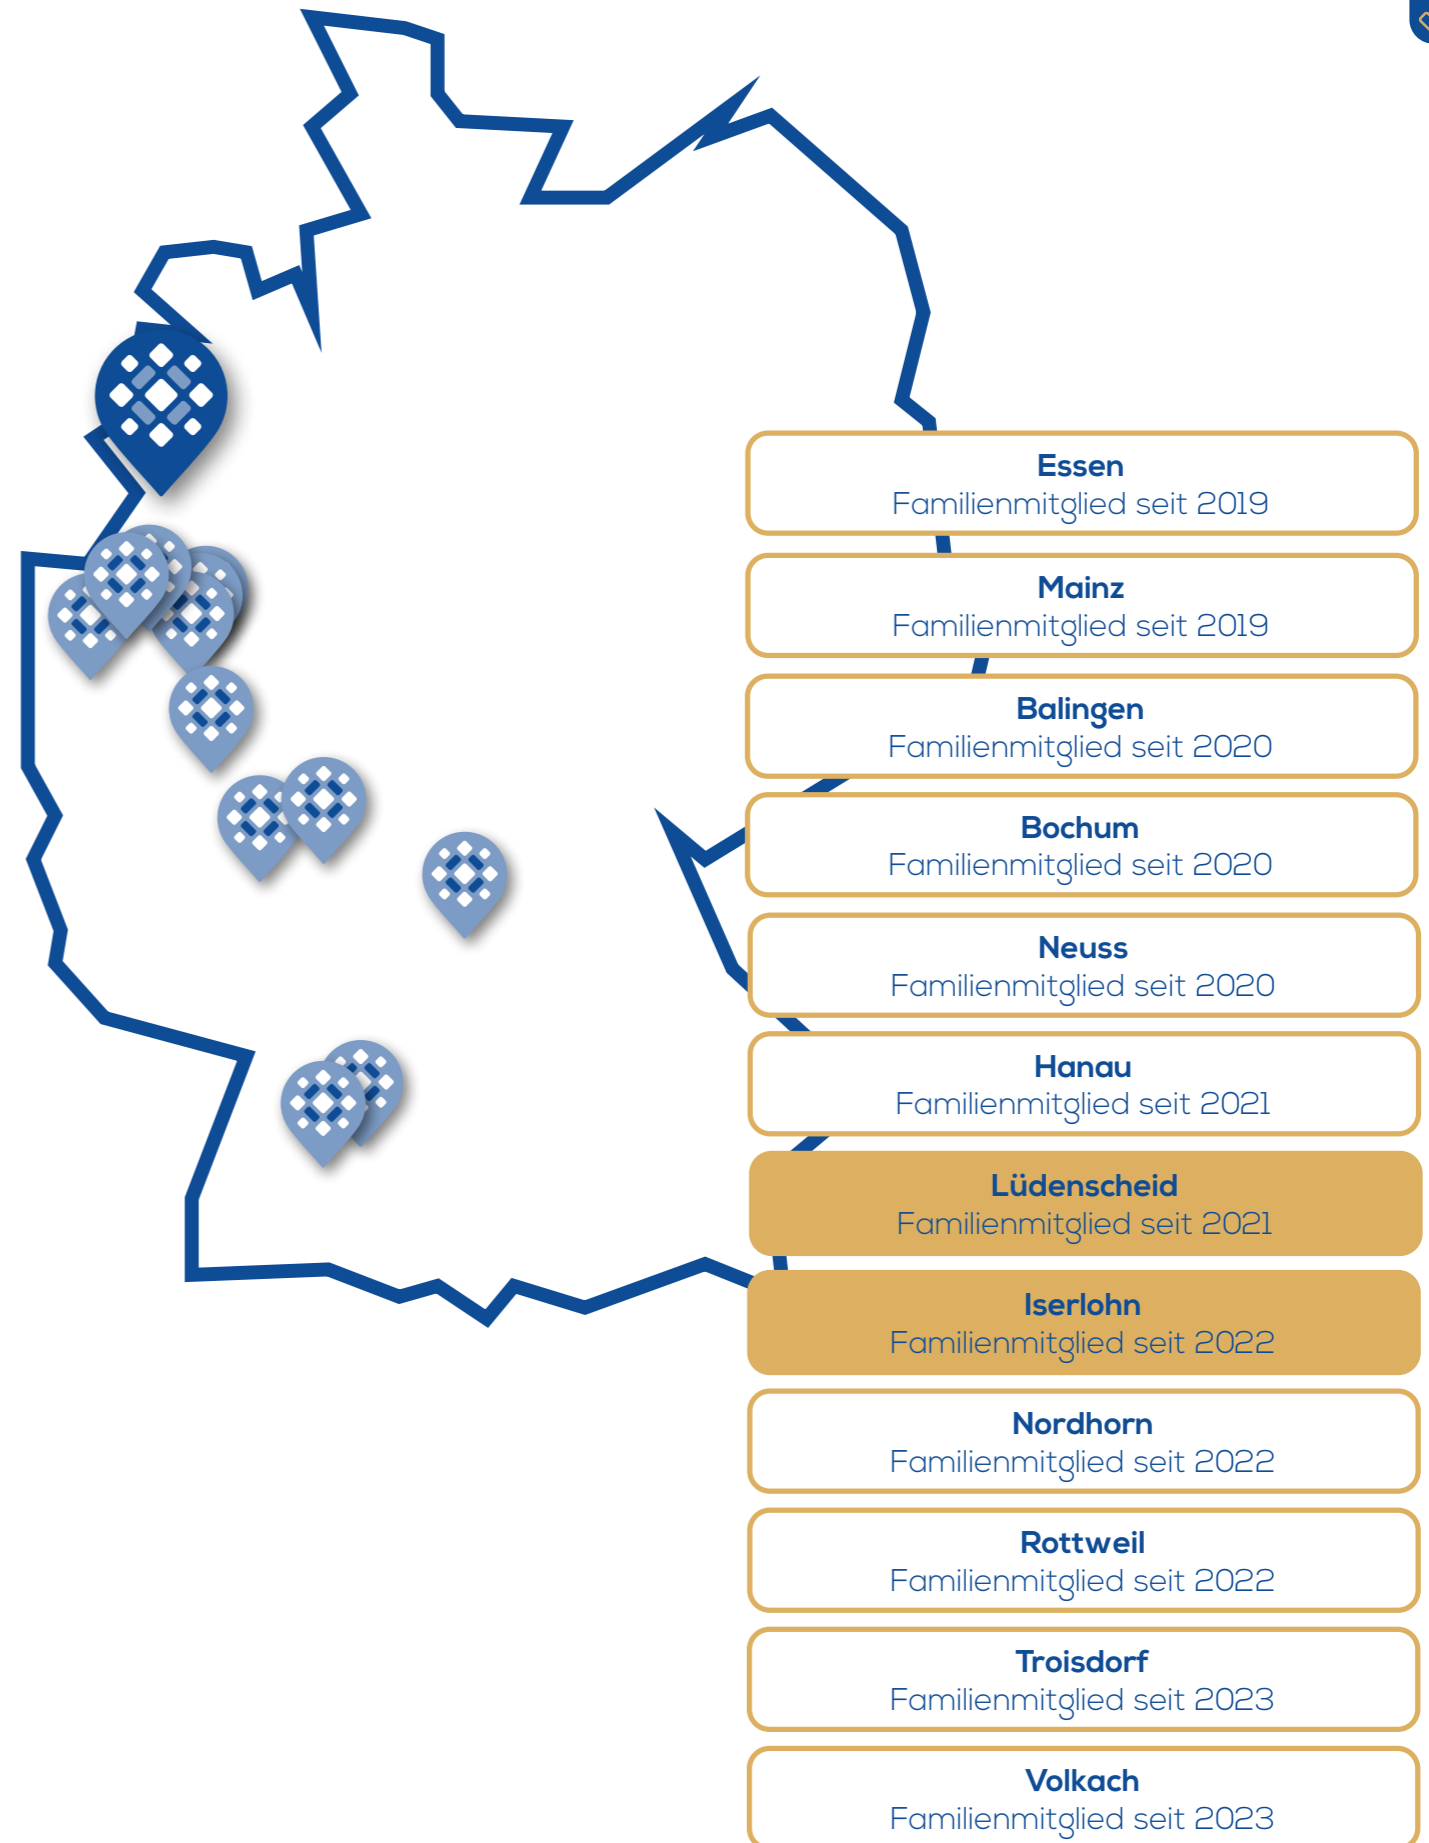 Essen
Familienmitglied seit 2019
Mainz
Familienmitglied seit 2019
Balingen
Familienmitglied seit 2020
Bochum
Familienmitglied seit 2020
Neuss
Familienmitglied seit 2020
Hanau
Familienmitglied seit 2021
Lüdenscheid
Familienmitglied seit 2021
Iserlohn
Familienmitglied seit 2022
Nordhorn
Familienmitglied seit 2022
Rottweil
Familienmitglied seit 2022
Troisdorf
Familienmitglied seit 2023
Volkach
Familienmitglied seit 2023